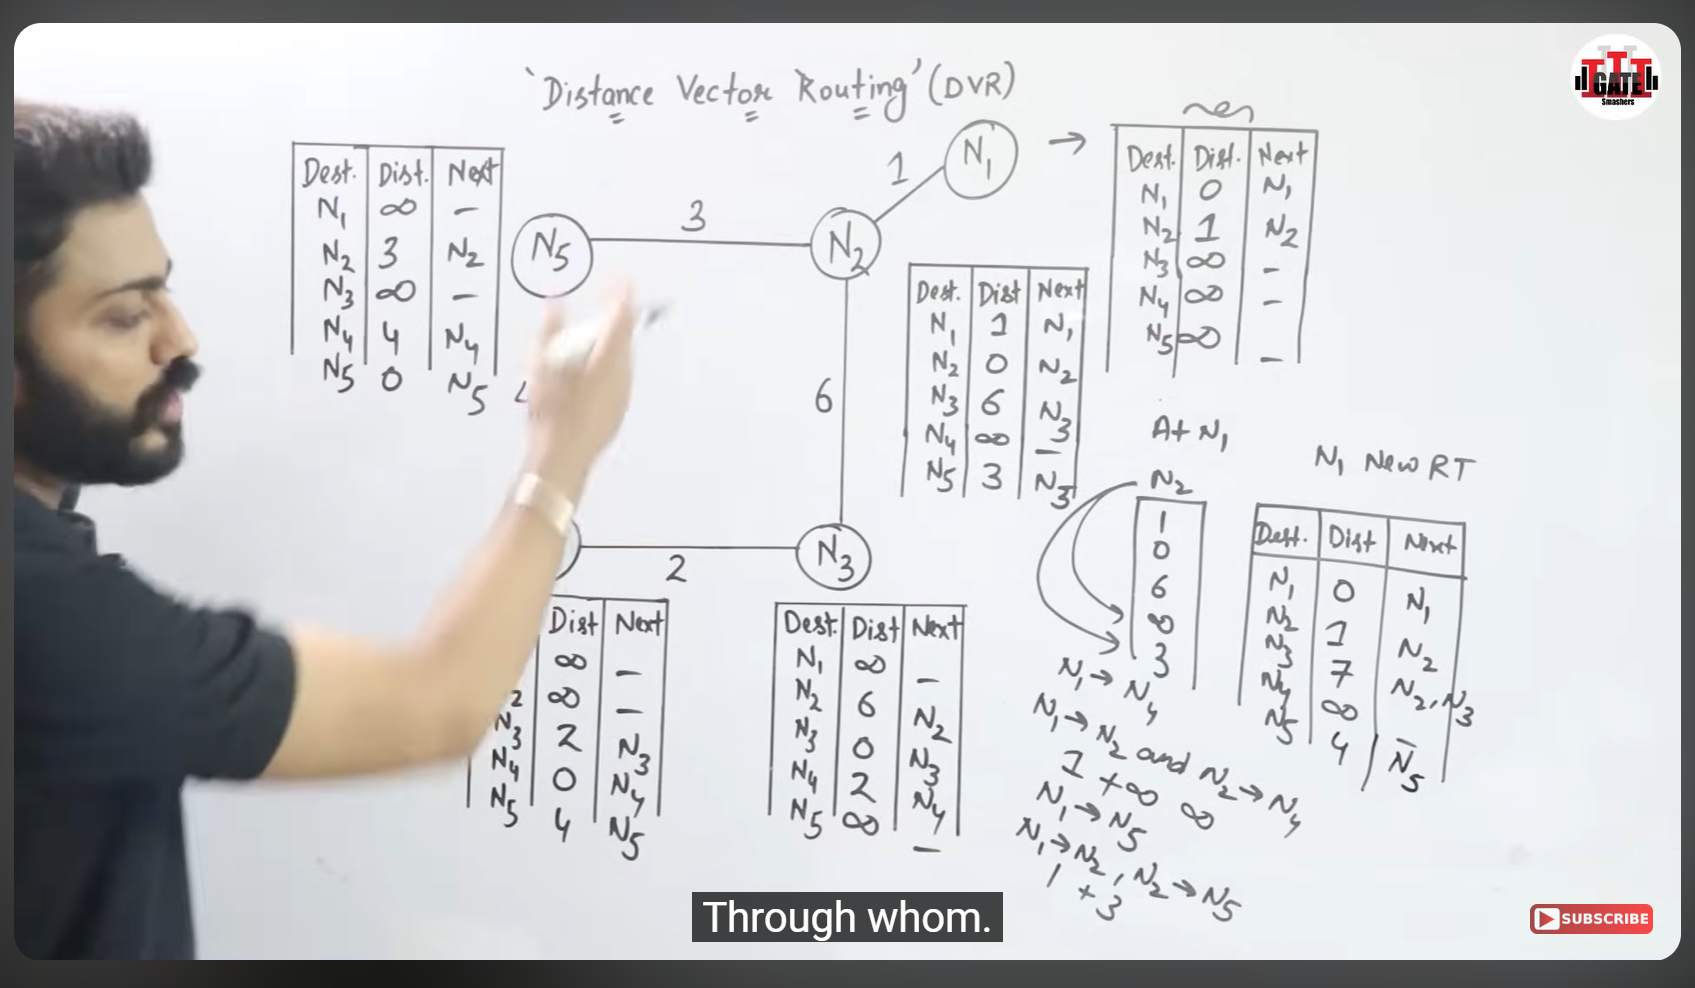 'Distance Vector Routing' (DVR)
GATE
Smashers
Dest. Dist. Next
N1 ∞ –
N2 3 N2
N3 ∞ –
N4 4 N4
N5 0 N5
N5
3
N2
1
N1
→
6
N3
2
4
Dest. Dist. Next
N1 0 N1
N2 1 N2
N3 ∞ –
N4 ∞ –
N5 ∞ –
Dest. Dist Next
N1 1 N1
N2 0 N2
N3 6 N3
N4 ∞ –
N5 3 N3
Dist Next
∞ –
2 ∞ –
N3 2 N3
N4 0 N4
N5 4 N5
Dest. Dist Next
N1 ∞ –
N2 6 N2
N3 0 N3
N4 2 N4
N5 ∞ –
At N1
N2
1
0
6
∞
3
N1 → N4
N1 → N2 and N2 → N4
1 + ∞ ∞
N1 → N5
N1 → N2, N2 → N5
1 + 3
N1 New RT
Dest. Dist Next
N1 0 N1
N2 1 N2
N3 7 N2, N3
N4 ∞ –
N5 4 N5
Through whom.
SUBSCRIBE